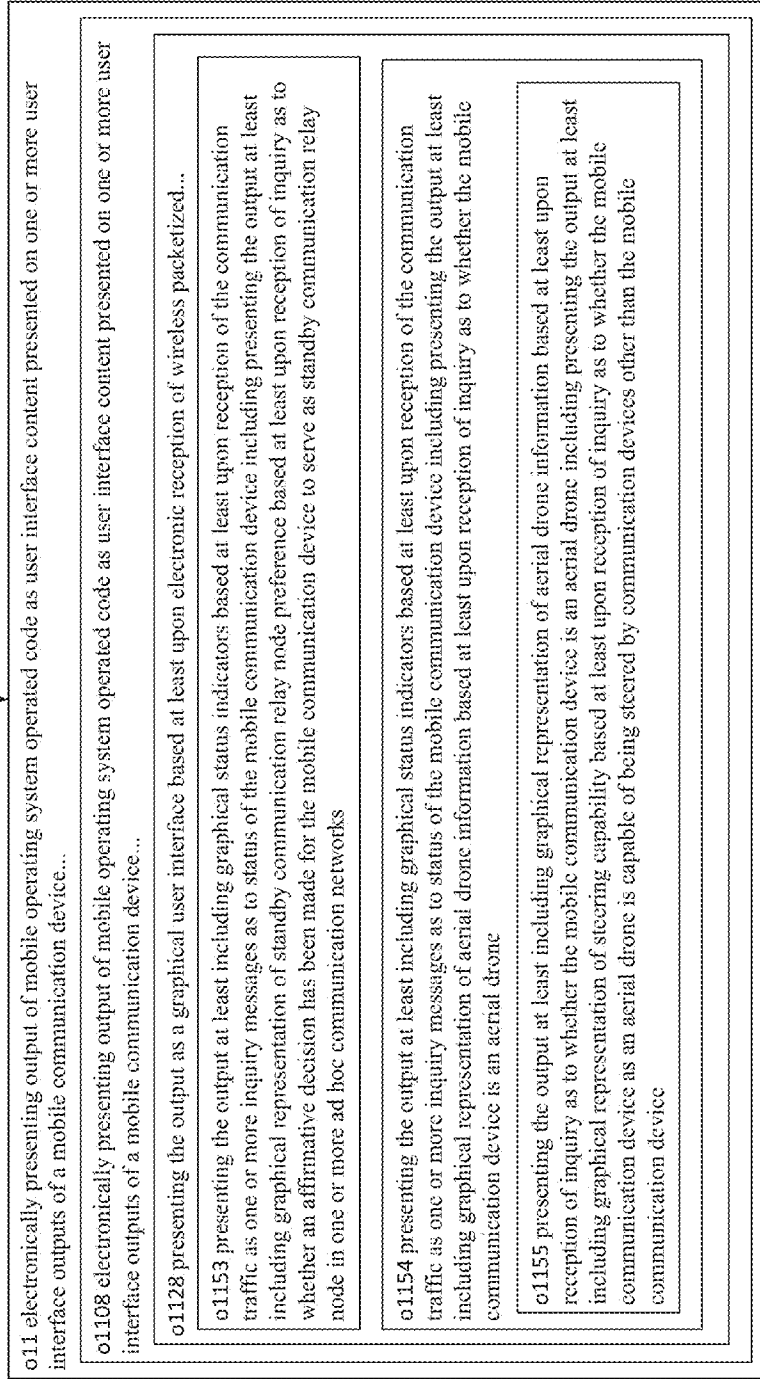 o11 electronically presenting output of mobile operating system operated code as user interface content presented on one or more user
interface outputs of a mobile communication device...
o1108 electronically presenting output of mobile operating system operated code as user interface content presented on one or more user
interface outputs of a mobile communication device...
o1128 presenting the output as a graphical user interface based at least upon electronic reception of wireless packetized...
o1153 presenting the output at least including graphical status indicators based at least upon reception of the communication
traffic as one or more inquiry messages as to status of the mobile communication device including presenting the output at least
including graphical representation of standby communication relay node preference based at least upon reception of inquiry as to
whether an affirmative decision has been made for the mobile communication device to serve as standby communication relay
node in one or more ad hoc communication networks
o1154 presenting the output at least including graphical status indicators based at least upon reception of the communication
traffic as one or more inquiry messages as to status of the mobile communication device including presenting the output at least
including graphical representation of aerial drone information based at least upon reception of inquiry as to whether the mobile
communication device is an aerial drone
o1155 presenting the output at least including graphical representation of aerial drone information based at least upon
reception of inquiry as to whether the mobile communication device is an aerial drone including presenting the output at least
including graphical representation of steering capability based at least upon reception of inquiry as to whether the mobile
communication device as an aerial drone is capable of being steered by communication devices other than the mobile
communication device